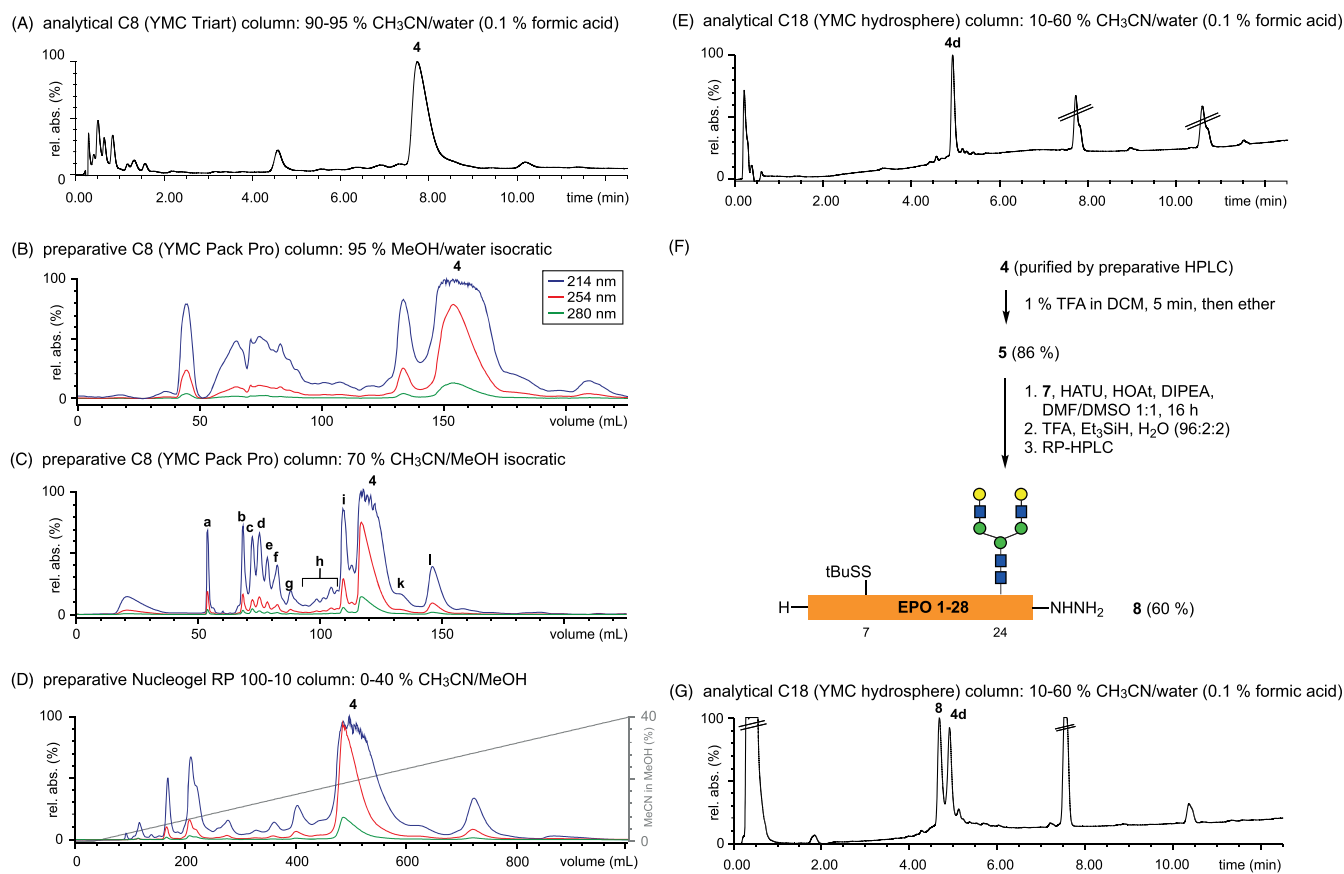 (A) analytical C8 (YMC Triart) column: 90-95 % CH3CN/water (0.1 % formic acid)
4
100
rel. abs. (%)
0
0.00 2.00 4.00 6.00 8.00 10.00 time (min)
(B) preparative C8 (YMC Pack Pro) column: 95 % MeOH/water isocratic
4
100
214 nm
254 nm
280 nm
rel. abs. (%)
0
0 50 100 150 volume (mL)
(C) preparative C8 (YMC Pack Pro) column: 70 % CH3CN/MeOH isocratic
4
100
a b c d e f g h i k l
rel. abs. (%)
0
0 50 100 150 volume (mL)
(D) preparative Nucleogel RP 100-10 column: 0-40 % CH3CN/MeOH
4
100 40
rel. abs. (%)
MeCN in MeOH (%)
0 0
0 200 400 600 800 volume (mL)
(E) analytical C18 (YMC hydrosphere) column: 10-60 % CH3CN/water (0.1 % formic acid)
4d
100
rel. abs. (%)
0
0.00 2.00 4.00 6.00 8.00 10.00 time (min)
(F)
4 (purified by preparative HPLC)
1 % TFA in DCM, 5 min, then ether
5 (86 %)
1. 7, HATU, HOAt, DIPEA,
DMF/DMSO 1:1, 16 h
2. TFA, Et3SiH, H2O (96:2:2)
3. RP-HPLC
tBuSS
H EPO 1-28 NHNH2 8 (60 %)
7 24
(G) analytical C18 (YMC hydrosphere) column: 10-60 % CH3CN/water (0.1 % formic acid)
8 4d
100
rel. abs. (%)
0
0.00 2.00 4.00 6.00 8.00 10.00 time (min)